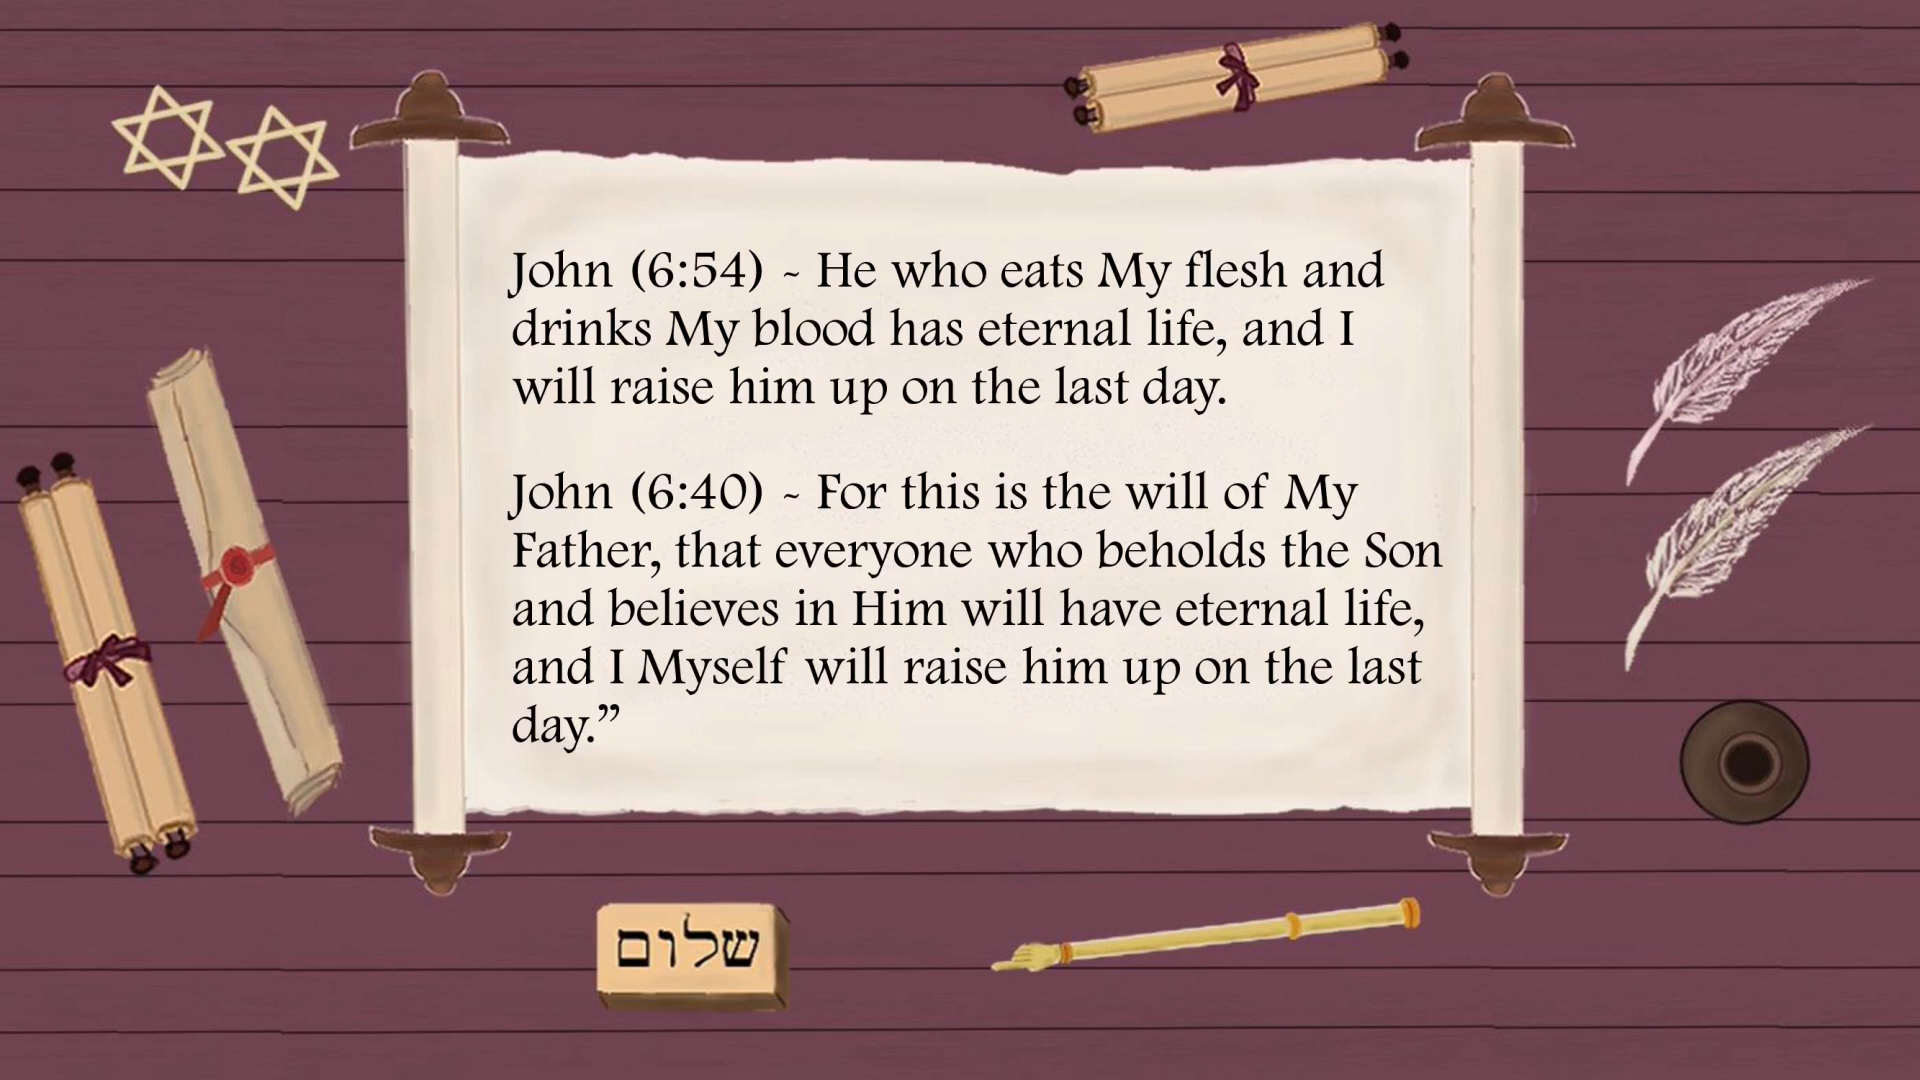 John (6:54) - He who eats My flesh and
drinks My blood has eternal life, and I
will raise him up on the last day.
John (6:40) - For this is the will of My
Father, that everyone who beholds the Son
and believes in Him will have eternal life,
and I Myself will raise him up on the last
day.”
שלום